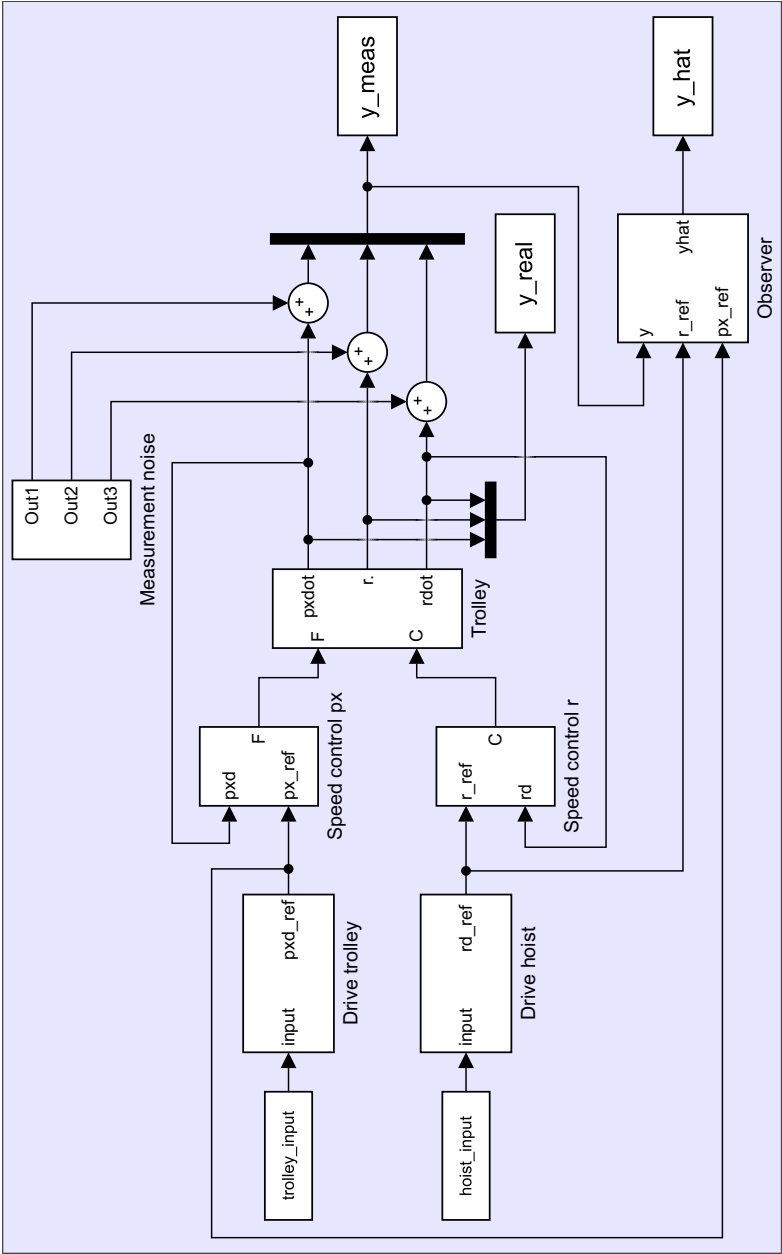 Out1
Out2
Out3
Measurement noise
trolley_input
input
pxd_ref
Drive trolley
pxd
px_ref
F
Speed control px
hoist_input
input
rd_ref
Drive hoist
r_ref
rd
C
Speed control r
F
C
pxdot
r.
rdot
Trolley
+
+
+
+
+
+
y_meas
y_real
y
r_ref
px_ref
yhat
Observer
y_hat